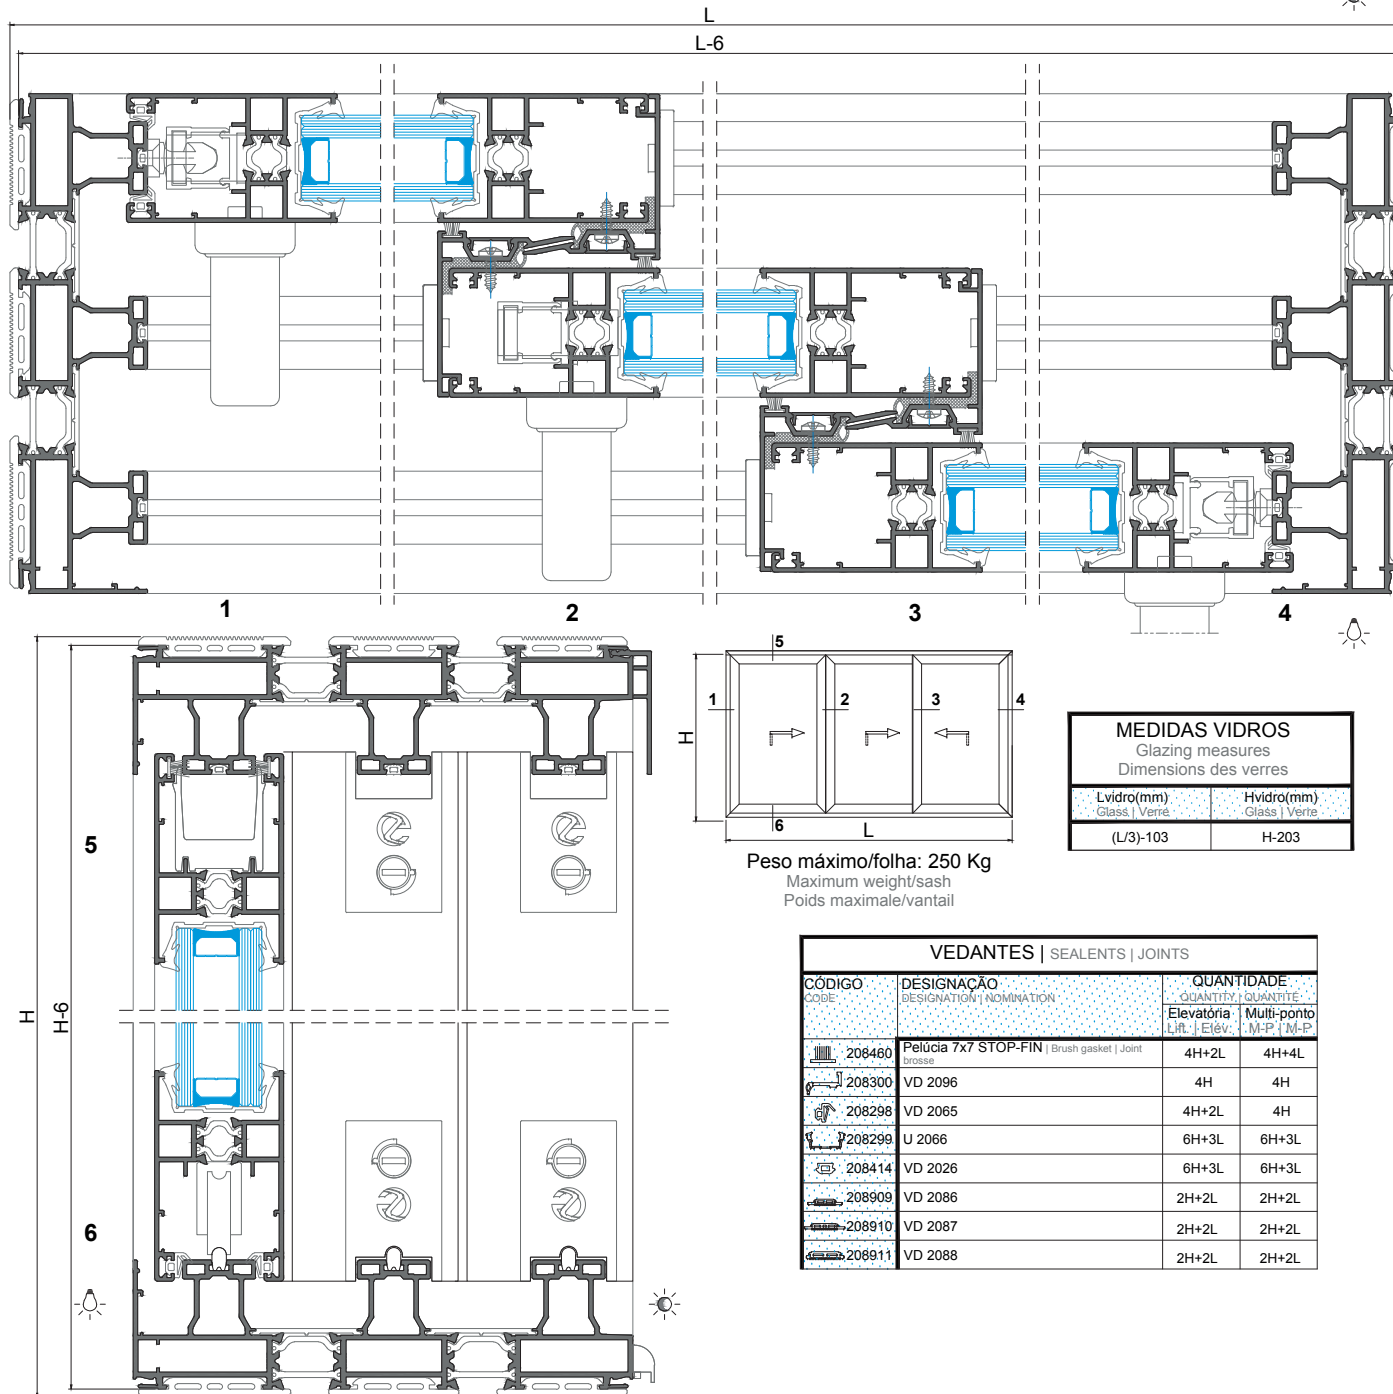 L
L-6
1
2
3
4
H
H-6
5
6
5
1
2
3
4
H
6
L
Peso máximo/folha: 250 Kg
Maximum weight/sash
Poids maximale/vantail
MEDIDAS VIDROS
Glazing measures
Dimensions des verres
Lvidro(mm) Hvidro(mm)
Glass | Verre Glass | Verre
(L/3)-103 H-203
VEDANTES | SEALENTS | JOINTS
CÓDIGO DESIGNAÇÃO QUANTIDADE
CODE DESIGNATION | NOMINATION QUANTITY | QUANTITÉ
Elevatória Multi-ponto
Lift. | Élév. M-P | M-P
208460 Pelúcia 7x7 STOP-FIN | Brush gasket | Joint 4H+2L 4H+4L
brosse
208300 VD 2096 4H 4H
208298 VD 2065 4H+2L 4H
208299 U 2066 6H+3L 6H+3L
208414 VD 2026 6H+3L 6H+3L
208909 VD 2086 2H+2L 2H+2L
208910 VD 2087 2H+2L 2H+2L
208911 VD 2088 2H+2L 2H+2L